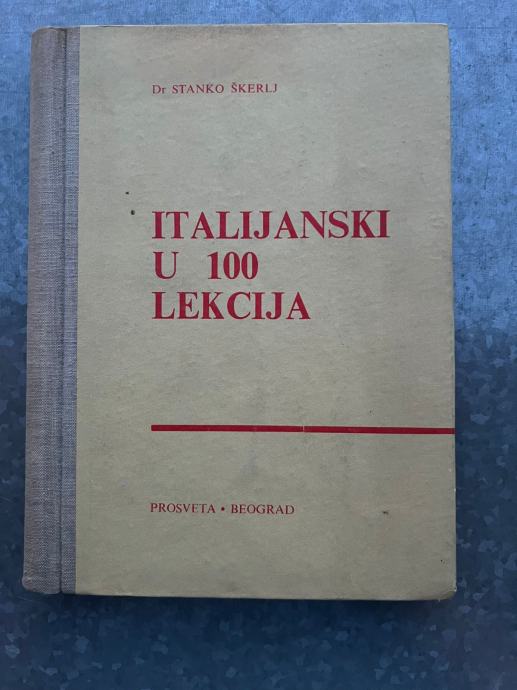 Dr STANKO ŠKERLJ
ITALIJANSKI
U 100
LEKCIJA
PROSVETA • BEOGRAD